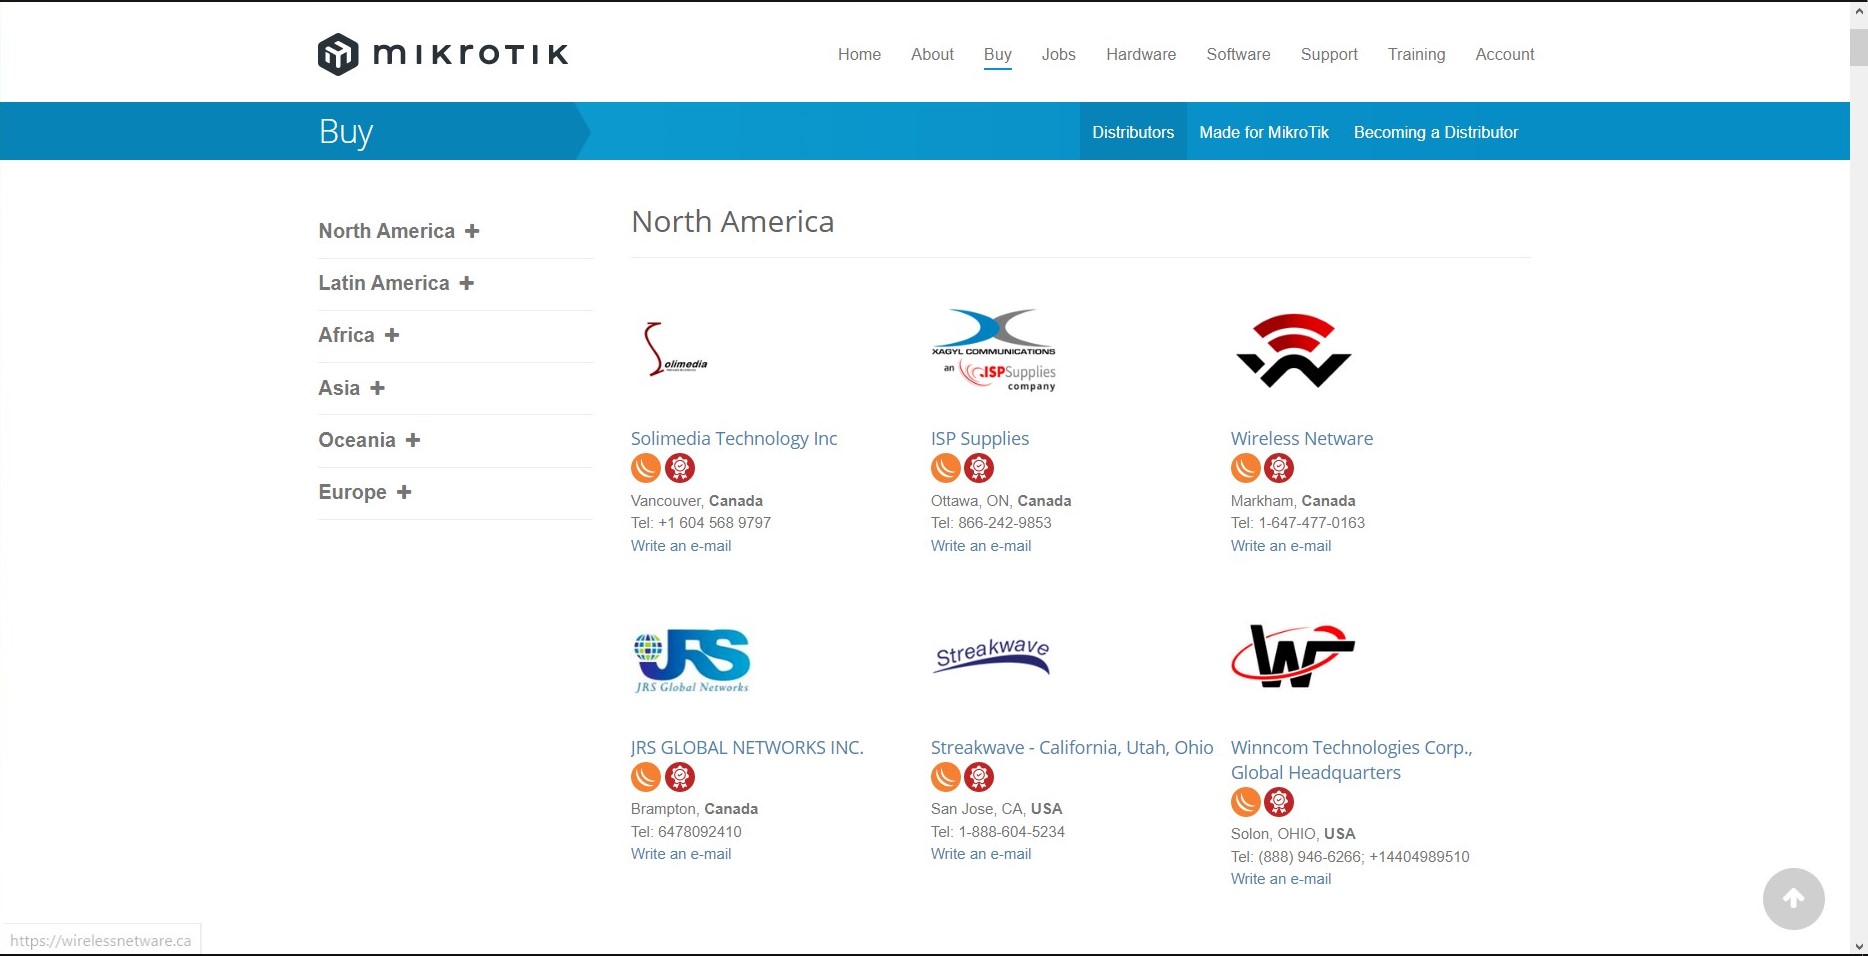 mikrotik
Home About Buy Jobs Hardware Software Support Training Account
Buy
Distributors Made for MikroTik Becoming a Distributor
North America
Latin America
Africa
Asia
Oceania
Europe
North America
Solimedia
XAGYL COMMUNICATIONS
an ISPSupplies
company
Solimedia Technology Inc
Vancouver, Canada
Tel: +1 604 568 9797
Write an e-mail
ISP Supplies
Ottawa, ON, Canada
Tel: 866-242-9853
Write an e-mail
Wireless Netware
Markham, Canada
Tel: 1-647-477-0163
Write an e-mail
JRS
JRS Global Networks
JRS GLOBAL NETWORKS INC.
Brampton, Canada
Tel: 6478092410
Write an e-mail
Streakwave
Streakwave - California, Utah, Ohio
San Jose, CA, USA
Tel: 1-888-604-5234
Write an e-mail
W
Winncom Technologies Corp.,
Global Headquarters
Solon, OHIO, USA
Tel: (888) 946-6266; +14404989510
Write an e-mail
https://wirelessnetware.ca